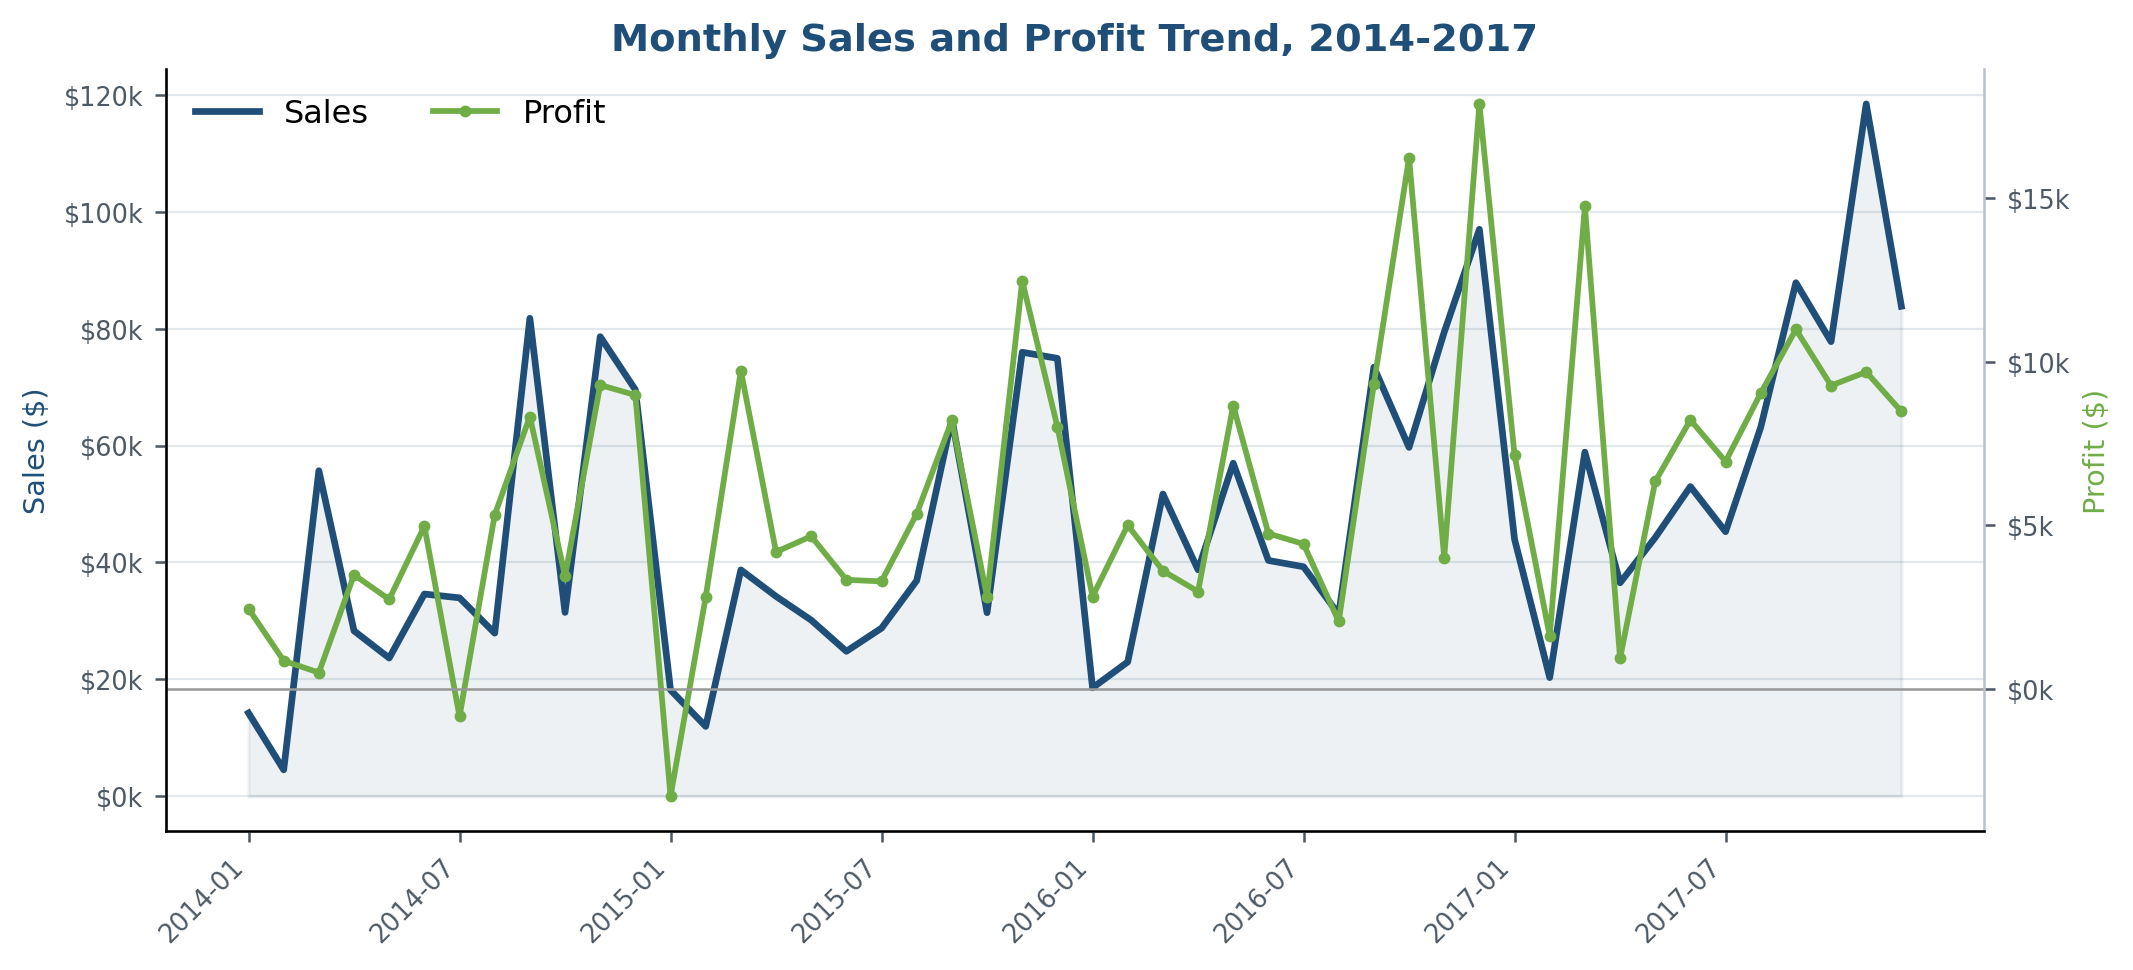 Monthly Sales and Profit Trend, 2014-2017
Sales
Profit
Sales ($)
$120k
$100k
$80k
$60k
$40k
$20k
$0k
$15k
$10k
$5k
$0k
Profit ($)
2014-01
2014-07
2015-01
2015-07
2016-01
2016-07
2017-01
2017-07